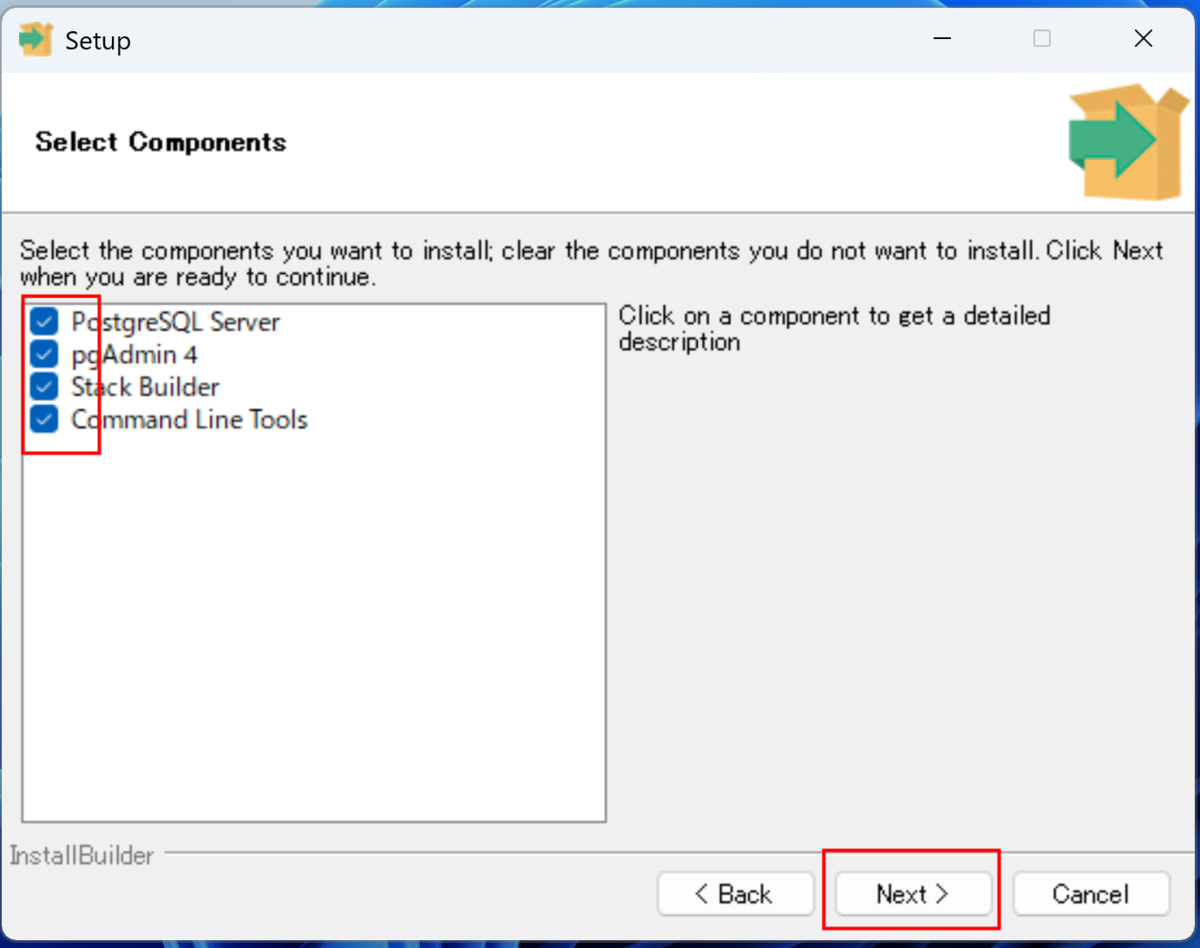 Setup
Select Components
Select the components you want to install; clear the components you do not want to install. Click Next
when you are ready to continue.
PostgreSQL Server
pgAdmin 4
Stack Builder
Command Line Tools
Click on a component to get a detailed
description
InstallBuilder
< Back
Next >
Cancel